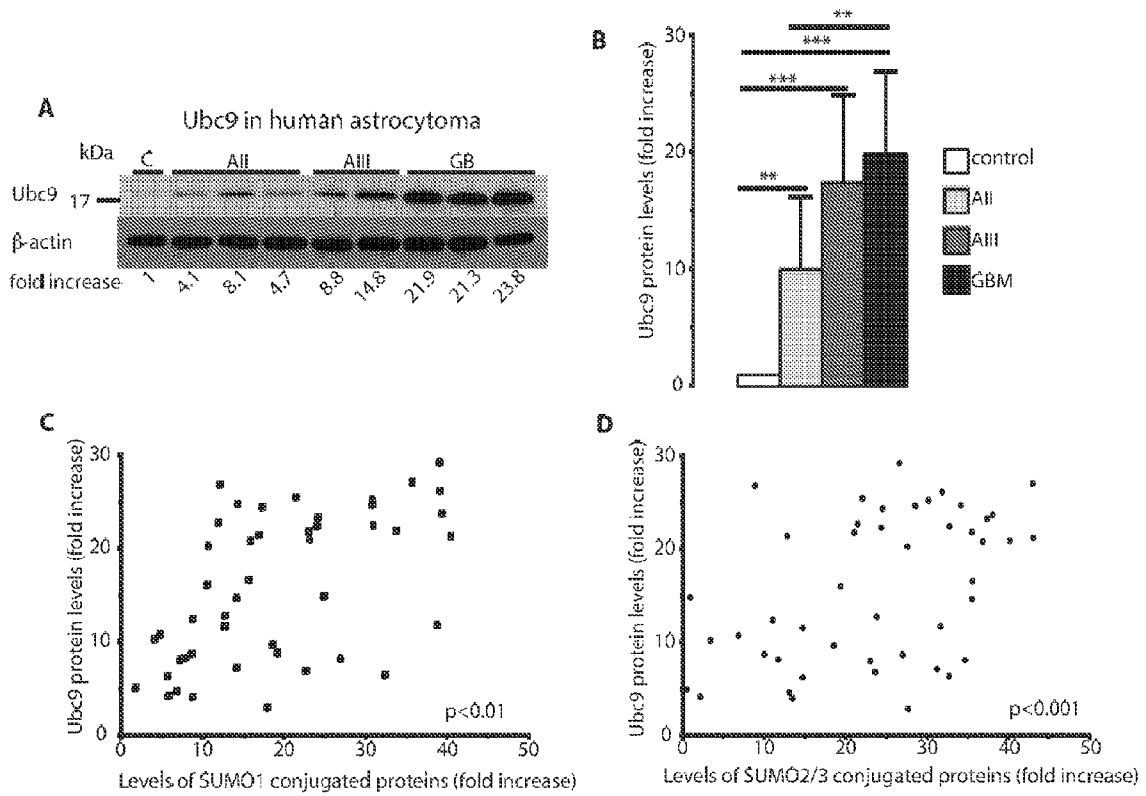 A
Ubc9 in human astrocytoma
kDa
C AII AIII GB
Ubc9 17
β-actin
fold increase 1 4.1 8.1 4.7 8.8 14.8 21.9 21.3 23.8
B
Ubc9 protein levels (fold increase)
30
20
10
0
**
***
***
**
control
AII
AIII
GBM
C
Ubc9 protein levels (fold increase)
30
20
10
0
p<0.01
0 10 20 30 40 50
Levels of SUMO1 conjugated proteins (fold increase)
D
Ubc9 protein levels (fold increase)
30
20
10
0
p<0.001
0 10 20 30 40 50
Levels of SUMO2/3 conjugated proteins (fold increase)